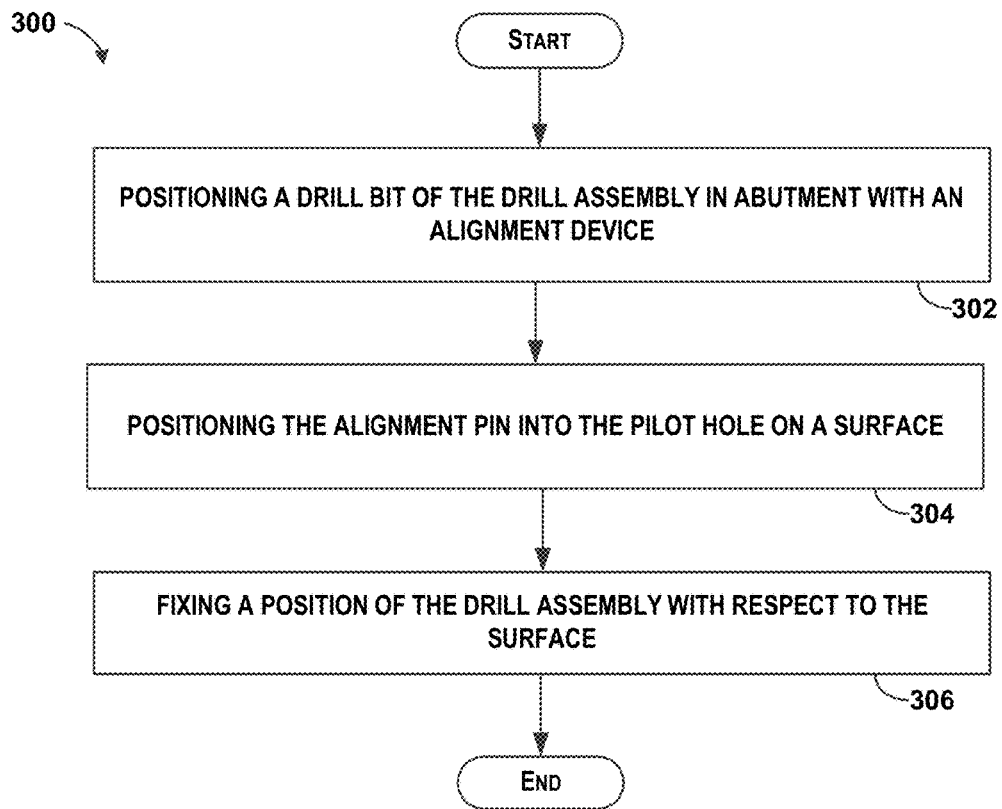 300
START
POSITIONING A DRILL BIT OF THE DRILL ASSEMBLY IN ABUTMENT WITH AN
ALIGNMENT DEVICE
302
POSITIONING THE ALIGNMENT PIN INTO THE PILOT HOLE ON A SURFACE
304
FIXING A POSITION OF THE DRILL ASSEMBLY WITH RESPECT TO THE
SURFACE
306
END